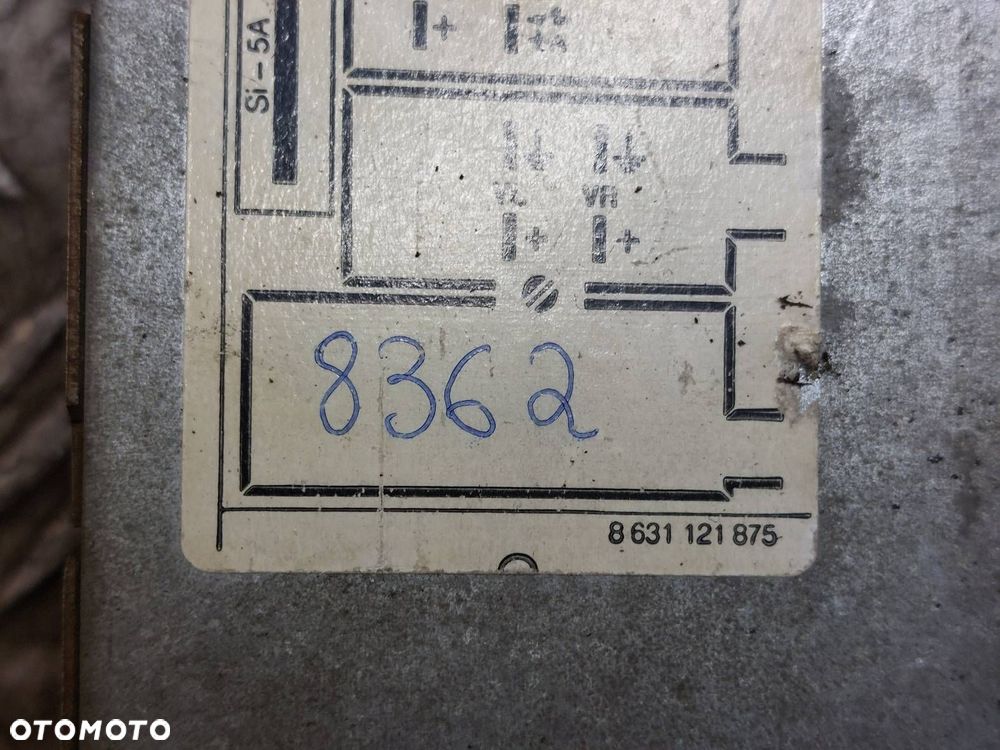 Si-5A
+ +
VL VR
+ +
8362
8 631 121 875
OTOMOTO